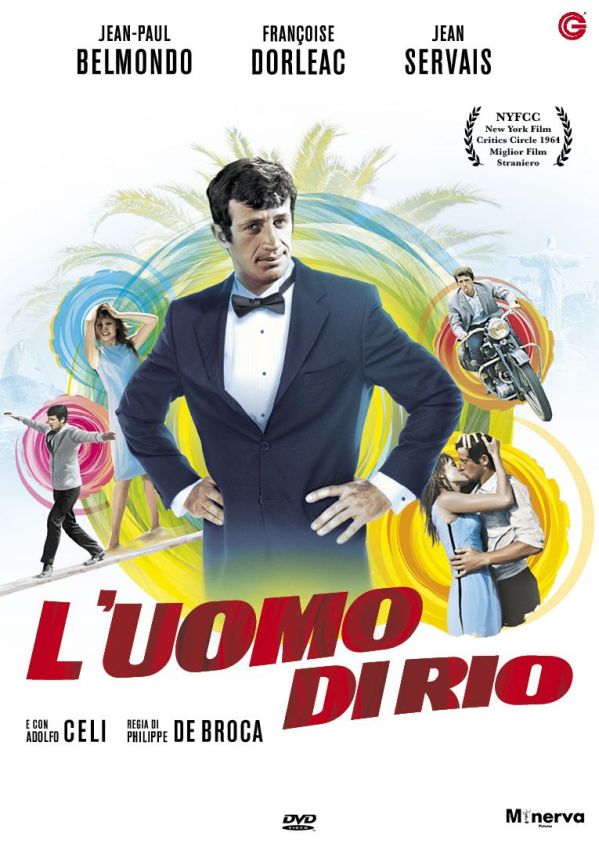 JEAN-PAUL
BELMONDO
FRANÇOISE
DORLEAC
JEAN
SERVAIS
NYFCC
New York Film
Critics Circle 1964
Miglior Film
Straniero
L'UOMO
DI RIO
E CON
ADOLFO CELI
REGIA DI
PHILIPPE DE BROCA
DVD
VIDEO
Minerva
Pictures